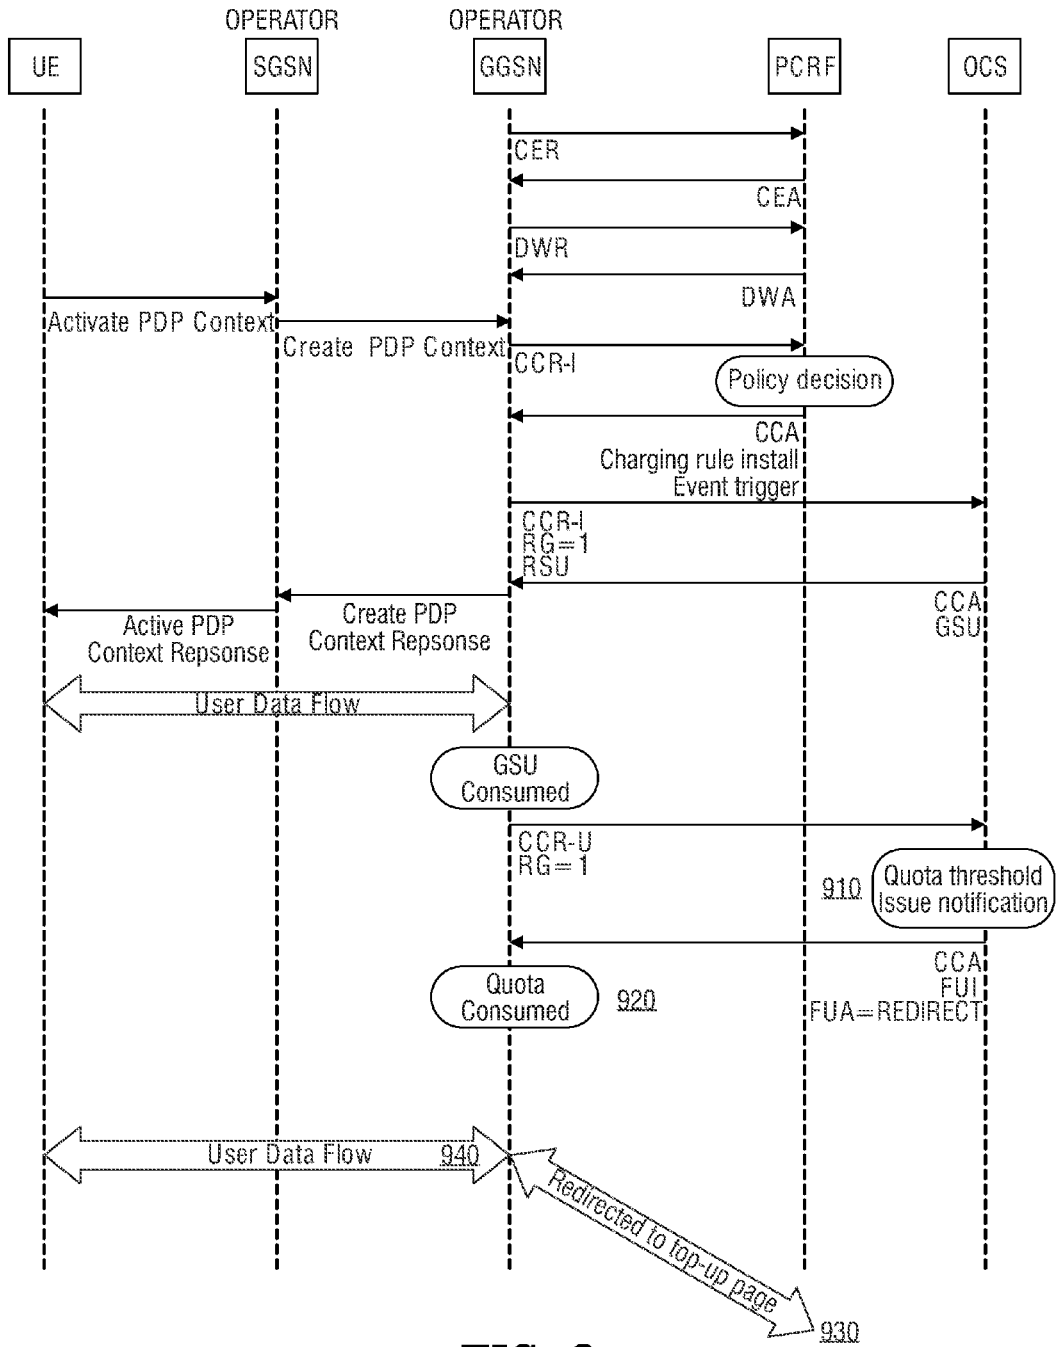 OPERATOR OPERATOR
UE SGSN GGSN PCRF OCS
CER
CEA
DWR
DWA
Activate PDP Context
Create PDP Context
CCR-I
Policy decision
CCA
Charging rule install
Event trigger
CCR-I
RG=1
RSU
CCA
GSU
Create PDP
Context Repsonse
Active PDP
Context Repsonse
User Data Flow
GSU
Consumed
CCR-U
RG=1
910
Quota threshold
Issue notification
CCA
FUI
FUA=REDIRECT
Quota
Consumed
920
User Data Flow 940
Redirected to top-up page
930